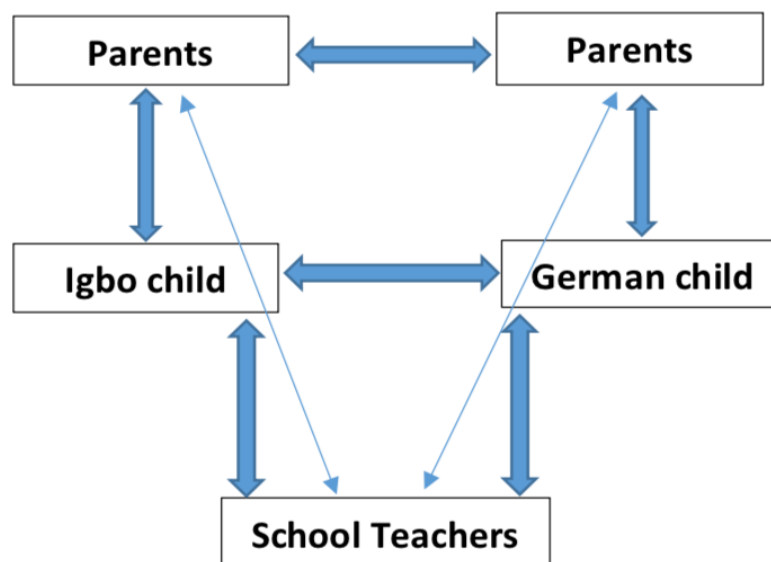 Parents
Parents
Igbo child
German child
School Teachers